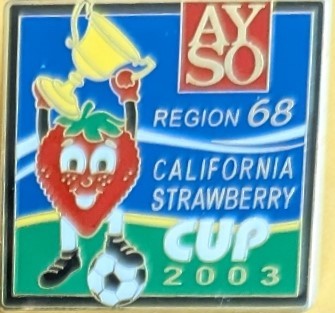 AY
SO
REGION 68
CALIFORNIA
STRAWBERRY
CUP
2003